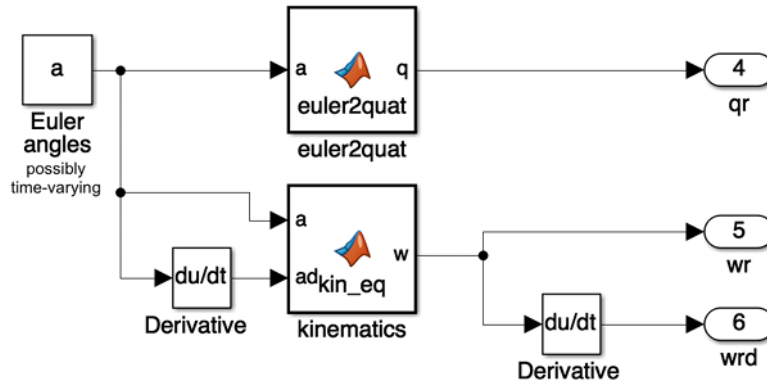 a
Euler
angles
possibly
time-varying
a
q
euler2quat
euler2quat
4
qr
a
ad
w
kin_eq
kinematics
du/dt
Derivative
5
wr
du/dt
Derivative
6
wrd